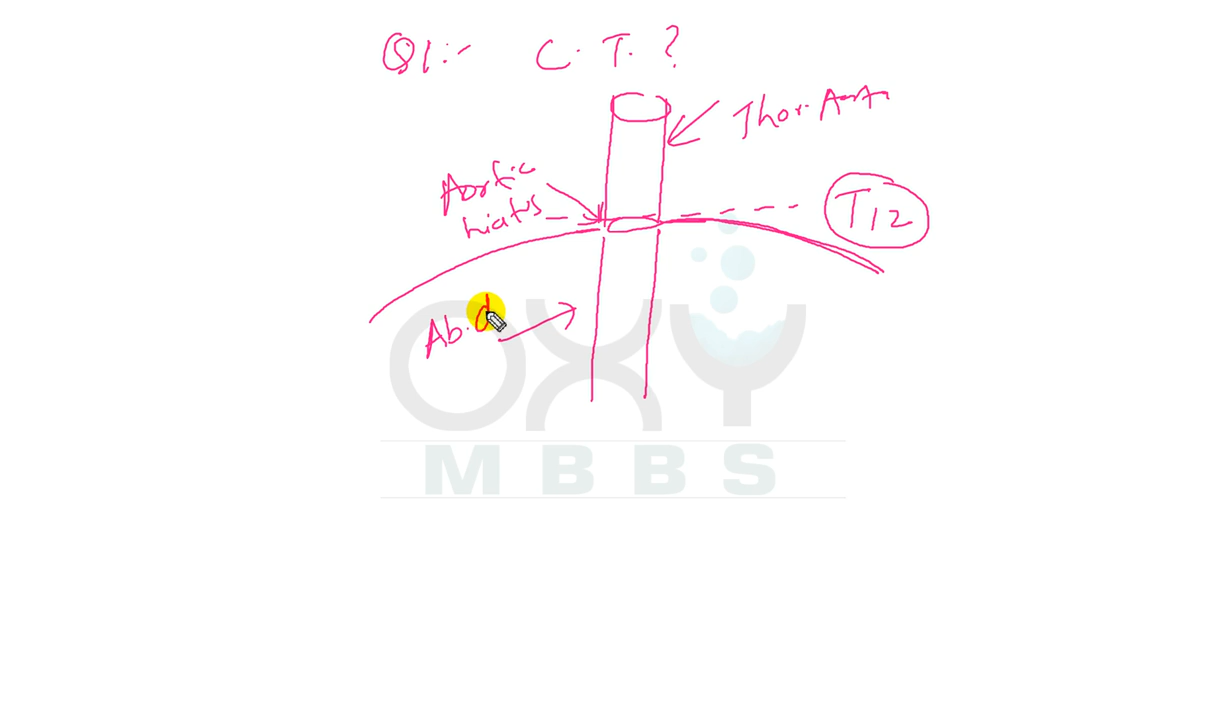 Q1:- C. T. ?
Thor. Aorta
Aortic
hiatus
T12
Ab. d
OXY
MBBS